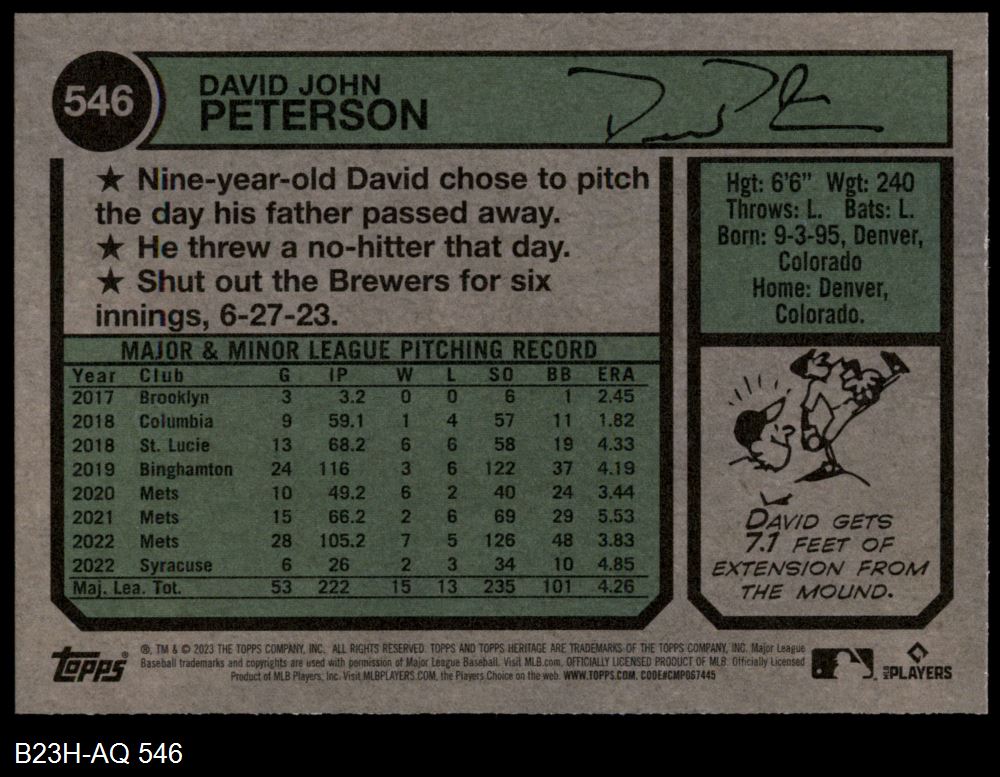 546
DAVID JOHN
PETERSON
★ Nine-year-old David chose to pitch
the day his father passed away.
★ He threw a no-hitter that day.
★ Shut out the Brewers for six
innings, 6-27-23.
Hgt: 6'6" Wgt: 240
Throws: L. Bats: L.
Born: 9-3-95, Denver,
Colorado
Home: Denver,
Colorado.
MAJOR & MINOR LEAGUE PITCHING RECORD
Year Club G IP W L SO BB ERA
2017 Brooklyn 3 3.2 0 0 6 1 2.45
2018 Columbia 9 59.1 1 4 57 11 1.82
2018 St. Lucie 13 68.2 6 6 58 19 4.33
2019 Binghamton 24 116 3 6 122 37 4.19
2020 Mets 10 49.2 6 2 40 24 3.44
2021 Mets 15 66.2 2 6 69 29 5.53
2022 Mets 28 105.2 7 5 126 48 3.83
2022 Syracuse 6 26 2 3 34 10 4.85
Maj. Lea. Tot. 53 222 15 13 235 101 4.26
DAVID GETS
7.1 FEET OF
EXTENSION FROM
THE MOUND.
Topps®
®, TM & © 2023 THE TOPPS COMPANY, INC. ALL RIGHTS RESERVED. TOPPS AND TOPPS HERITAGE ARE TRADEMARKS OF THE TOPPS COMPANY, INC. Major League
Baseball trademarks and copyrights are used with permission of Major League Baseball. Visit MLB.com. OFFICIALLY LICENSED PRODUCT OF MLB. Officially Licensed
Product of MLB Players, Inc. Visit MLBPLAYERS.COM, the Players Choice on the web. WWW.TOPPS.COM. CODE#CMP067445
MLB PLAYERS
B23H-AQ 546